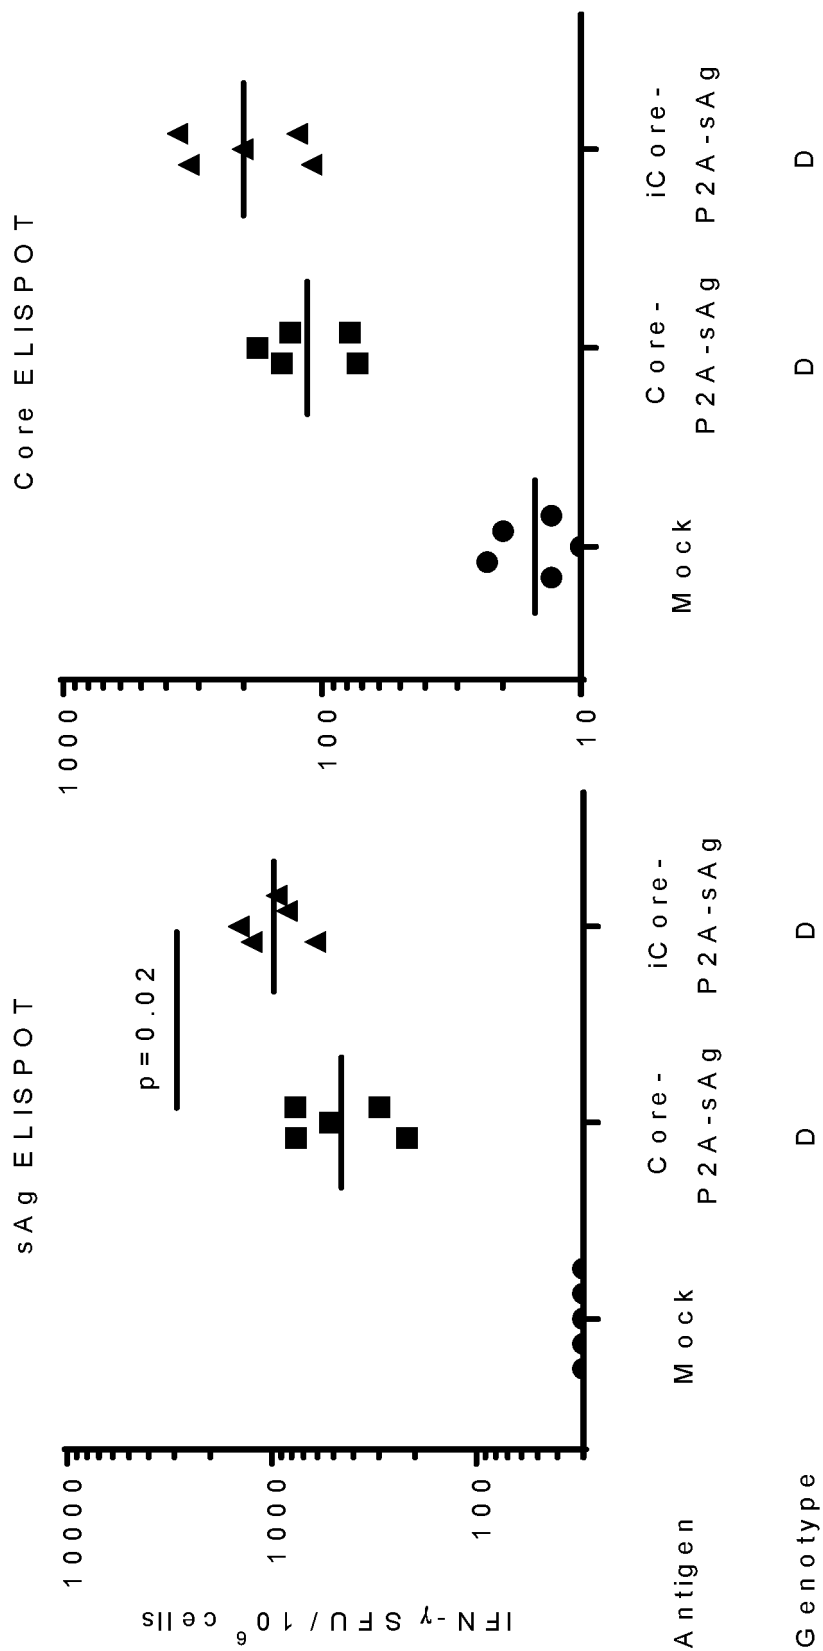 sAg ELISPOT
Core ELISPOT
p=0.02
IFN-γ SFU/10⁶ cells
10000
1000
100
1000
100
10
Antigen
Mock
Core-
P2A-sAg
iCore-
P2A-sAg
Mock
Core-
P2A-sAg
iCore-
P2A-sAg
Genotype
D
D
D
D